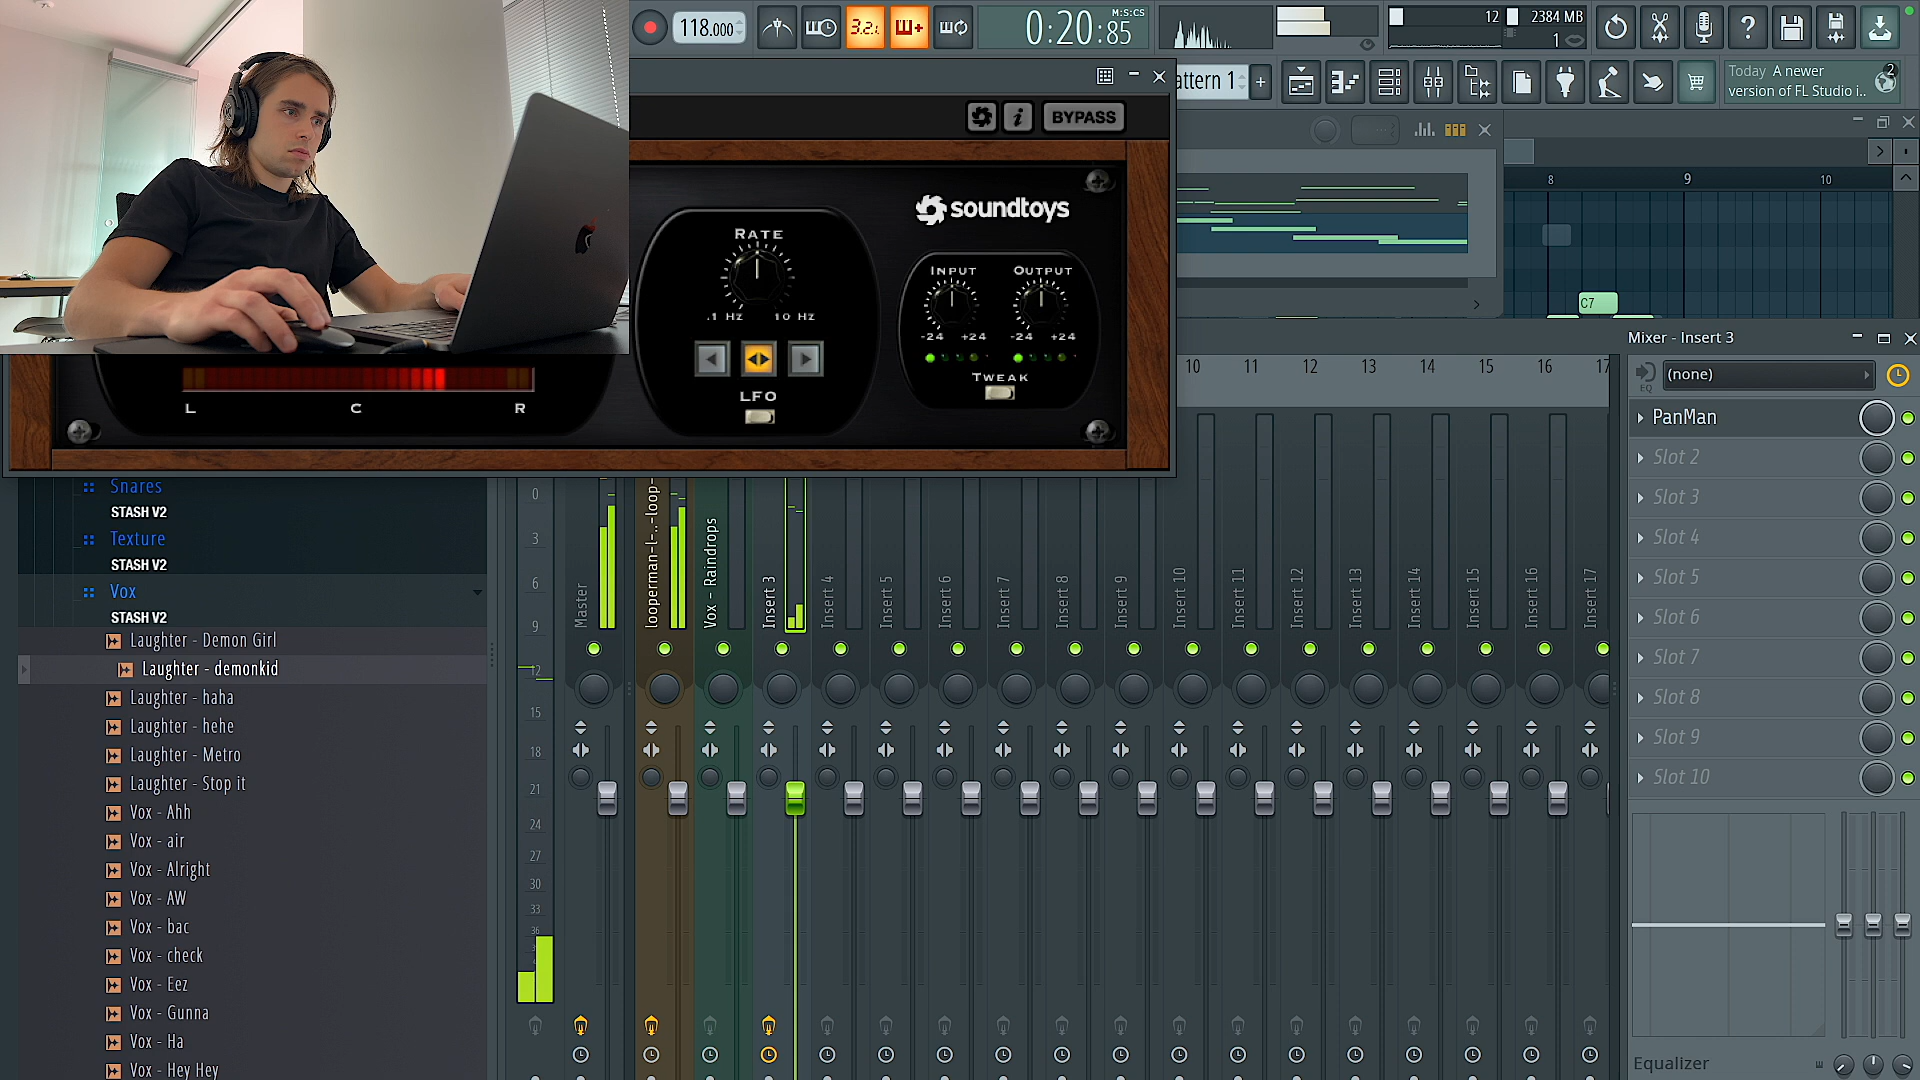 118.000
3.2.
0:20:85
M:S:CS
12
2384 MB
1
attern 1
+
Today A newer
version of FL Studio i..
2
i
BYPASS
soundtoys
RATE
.1 Hz 10 Hz
LFO
INPUT OUTPUT
-24 +24 -24 +24
TWEAK
L C R
8 9 10
C7
Mixer - Insert 3
10 11 12 13 14 15 16 17
EQ
(none)
PanMan
Slot 2
Slot 3
Slot 4
Slot 5
Slot 6
Slot 7
Slot 8
Slot 9
Slot 10
Equalizer
Snares
STASH V2
Texture
STASH V2
Vox
STASH V2
Laughter - Demon Girl
Laughter - demonkid
Laughter - haha
Laughter - hehe
Laughter - Metro
Laughter - Stop it
Vox - Ahh
Vox - air
Vox - Alright
Vox - AW
Vox - bac
Vox - check
Vox - Eez
Vox - Gunna
Vox - Ha
Vox - Hey Hey
0
3
6
9
12
15
18
21
24
27
30
33
36
Master
looperman-l-..-loop-
Vox - Raindrops
Insert 3
Insert 4
Insert 5
Insert 6
Insert 7
Insert 8
Insert 9
Insert 10
Insert 11
Insert 12
Insert 13
Insert 14
Insert 15
Insert 16
Insert 17